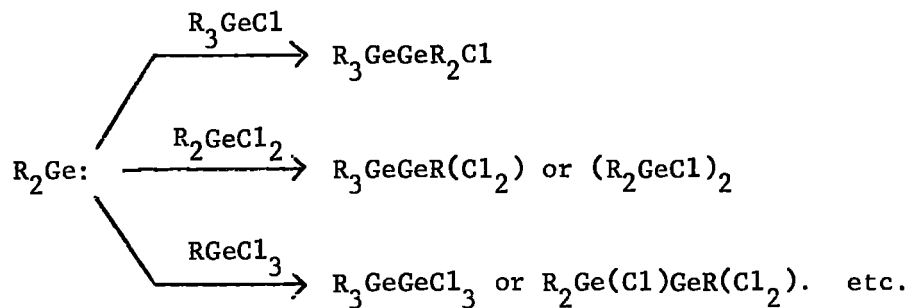 R₃GeCl
R₃GeGeR₂Cl
R₂Ge:
R₂GeCl₂
R₃GeGeR(Cl₂) or (R₂GeCl)₂
RGeCl₃
R₃GeGeCl₃ or R₂Ge(Cl)GeR(Cl₂). etc.